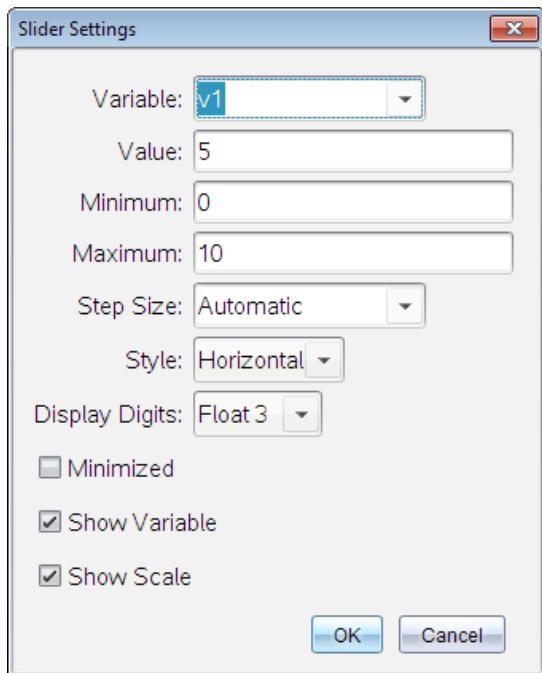 Slider Settings
Variable: v1
Value: 5
Minimum: 0
Maximum: 10
Step Size: Automatic
Style: Horizontal
Display Digits: Float 3
Minimized
Show Variable
Show Scale
OK Cancel